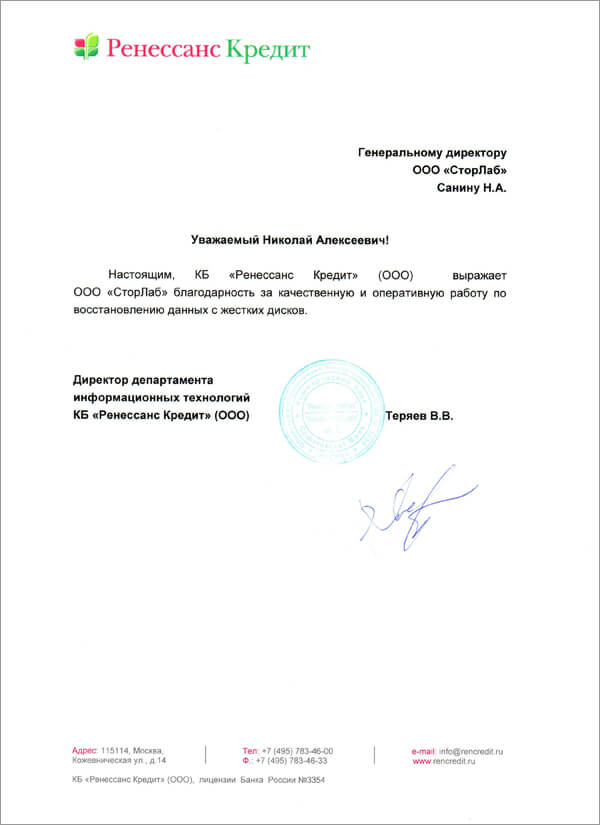 Ренессанс Кредит
Генеральному директору
ООО «СторЛаб»
Санину Н.А.
Уважаемый Николай Алексеевич!
Настоящим, КБ «Ренессанс Кредит» (ООО) выражает
ООО «СторЛаб» благодарность за качественную и оперативную работу по
восстановлению данных с жестких дисков.
Директор департамента
информационных технологий
КБ «Ренессанс Кредит» (ООО)
Теряев В.В.
Адрес: 115114, Москва,
Кожевническая ул., д.14
Тел: +7 (495) 783-46-00
Ф.: +7 (495) 783-46-33
e-mail: info@rencredit.ru
www.rencredit.ru
КБ «Ренессанс Кредит» (ООО), лицензии Банка России №3354